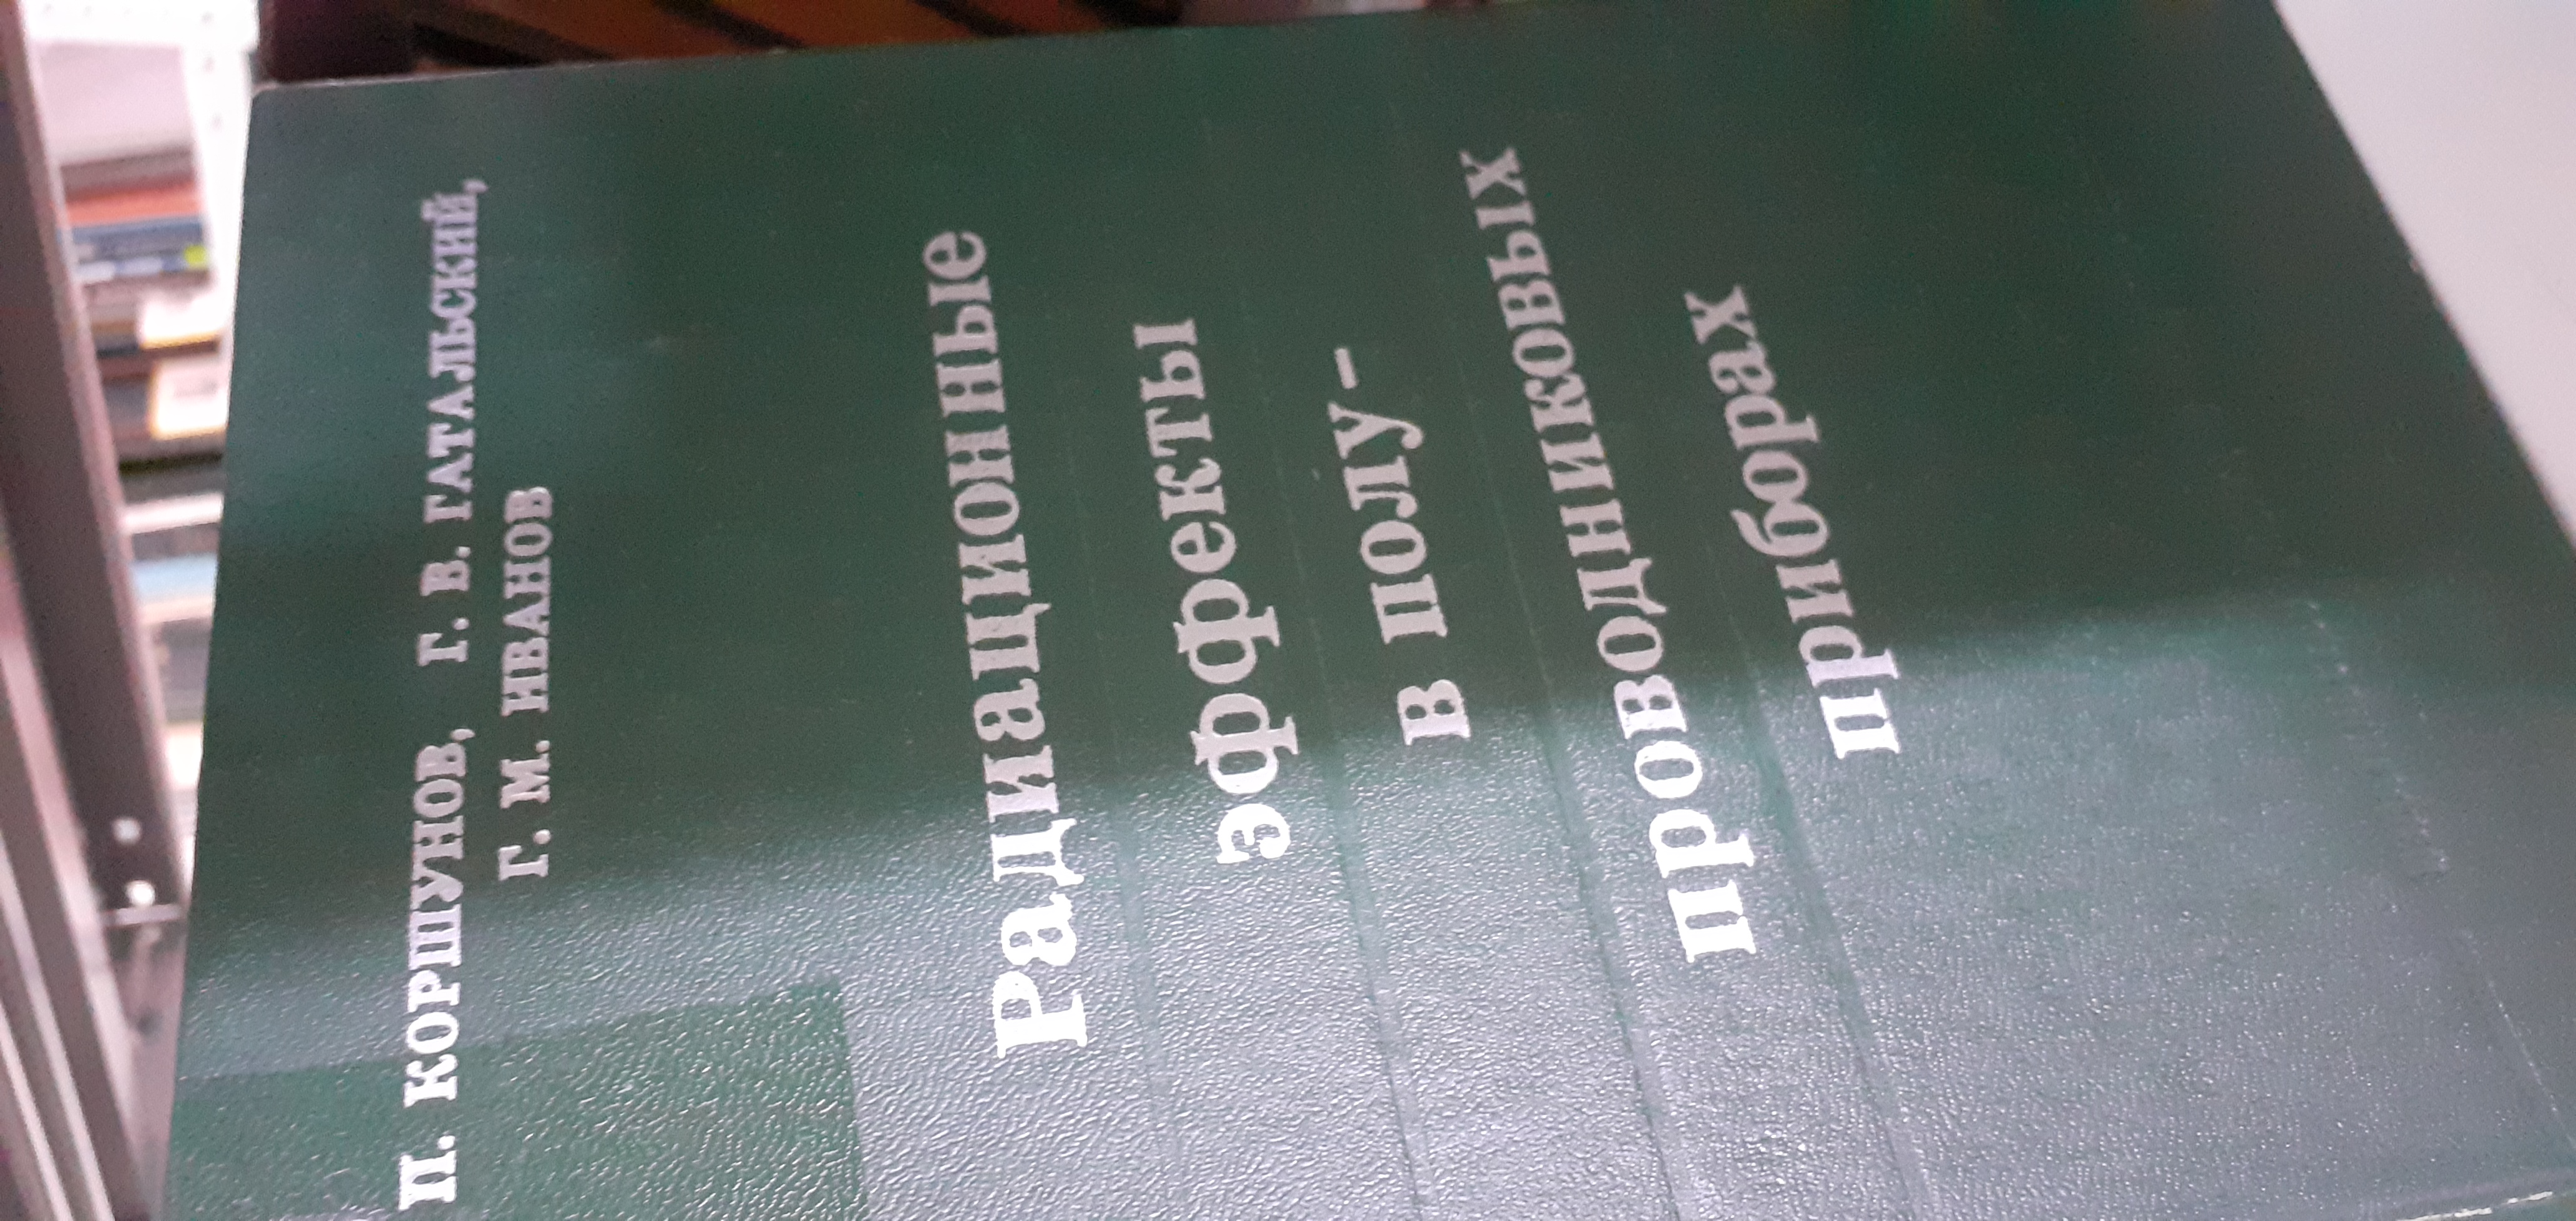 П. КОРШУНОВ, Г. В. ГАТАЛЬСКИЙ,
Г. М. ИВАНОВ
Радиационные
эффекты
в полу-
проводниковых
приборах